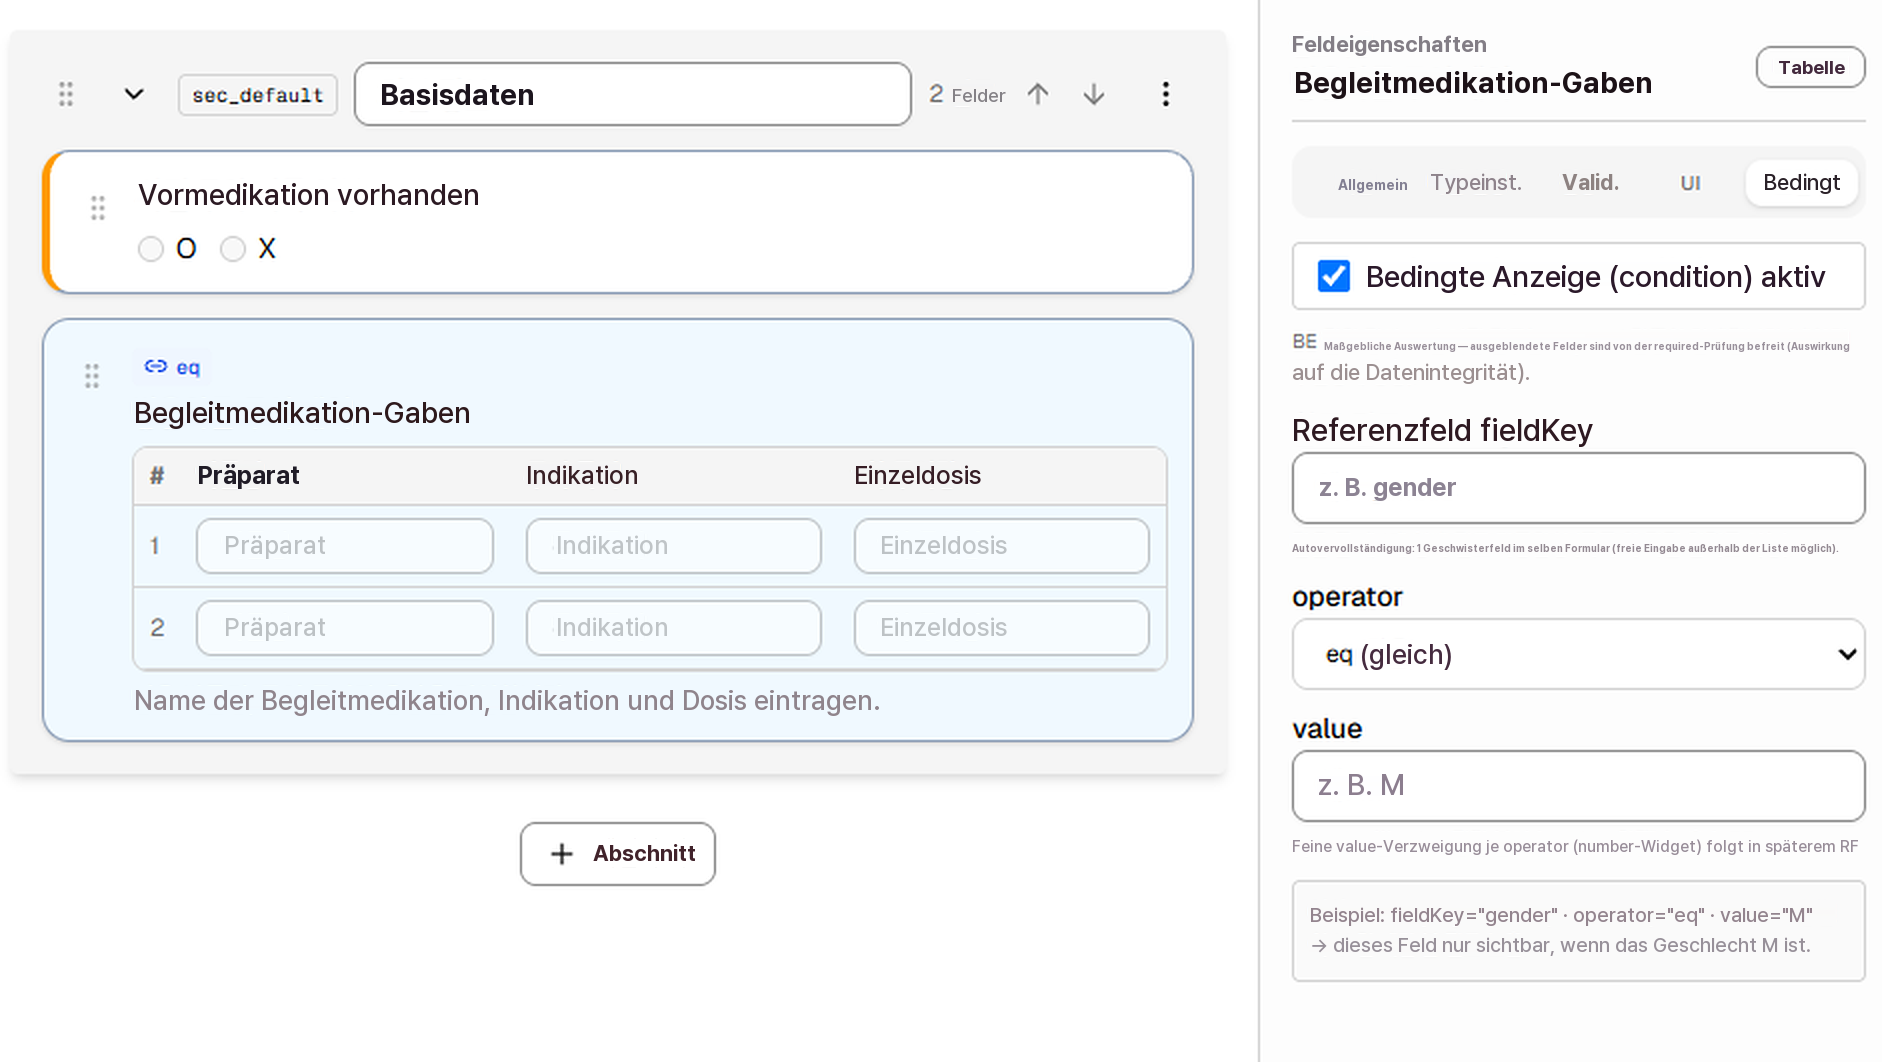 sec_default Basisdaten 2 Felder
Vormedikation vorhanden
O X
eq
Begleitmedikation-Gaben
# Präparat Indikation Einzeldosis
1 Präparat Indikation Einzeldosis
2 Präparat Indikation Einzeldosis
Name der Begleitmedikation, Indikation und Dosis eintragen.
+ Abschnitt
Feldeigenschaften
Begleitmedikation-Gaben
Tabelle
Allgemein Typeinst. Valid. UI Bedingt
Bedingte Anzeige (condition) aktiv
BE Maßgebliche Auswertung — ausgeblendete Felder sind von der required-Prüfung befreit (Auswirkung
auf die Datenintegrität).
Referenzfeld fieldKey
z. B. gender
Autovervollständigung: 1 Geschwisterfeld im selben Formular (freie Eingabe außerhalb der Liste möglich).
operator
eq (gleich)
value
z. B. M
Feine value-Verzweigung je operator (number-Widget) folgt in späterem RF
Beispiel: fieldKey="gender" · operator="eq" · value="M"
→ dieses Feld nur sichtbar, wenn das Geschlecht M ist.